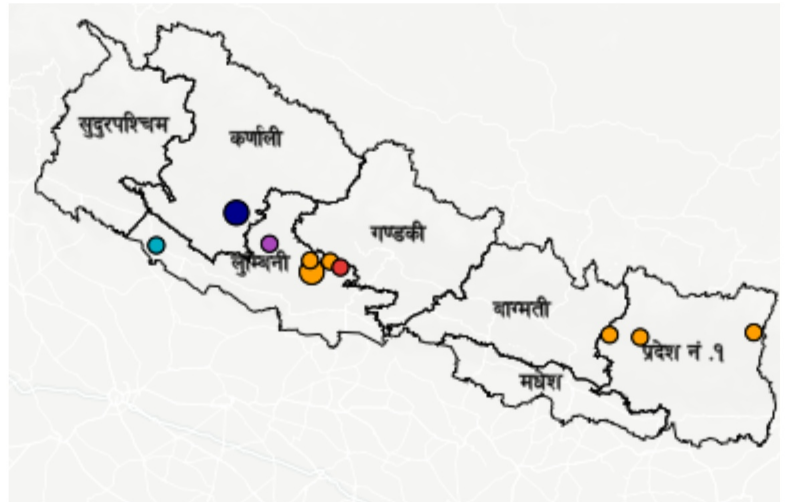 सुदुरपश्चिम
कर्णाली
गण्डकी
लुम्बिनी
बाग्मती
प्रदेश नं .१
मधेश